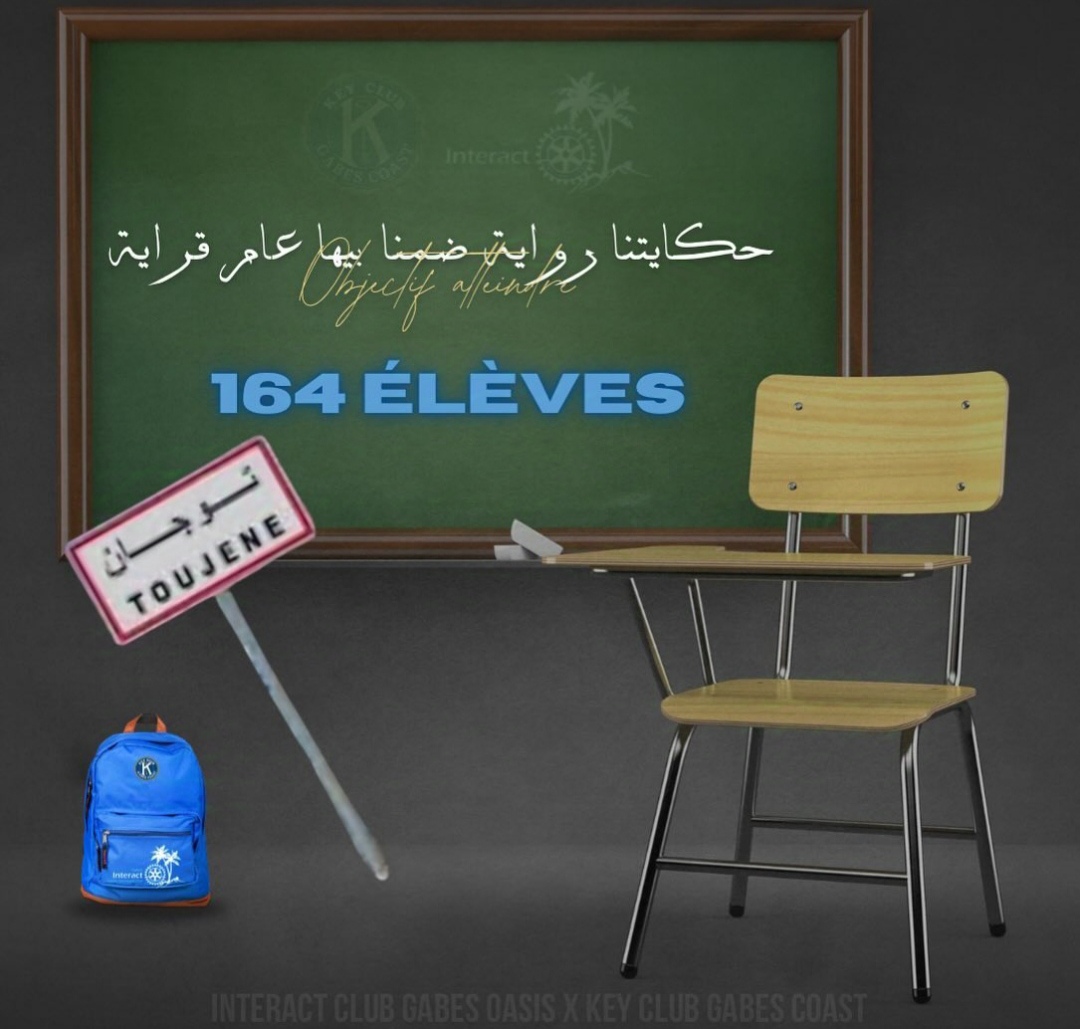 KEY CLUB
K
GABES COAST
Interact
حكايتنا رواية ضمنا بيها عام قراية
Objectif atteindre
164 ÉLÈVES
تـوجـان
TOUJENE
K
Interact
INTERACT CLUB GABES OASIS X KEY CLUB GABES COAST